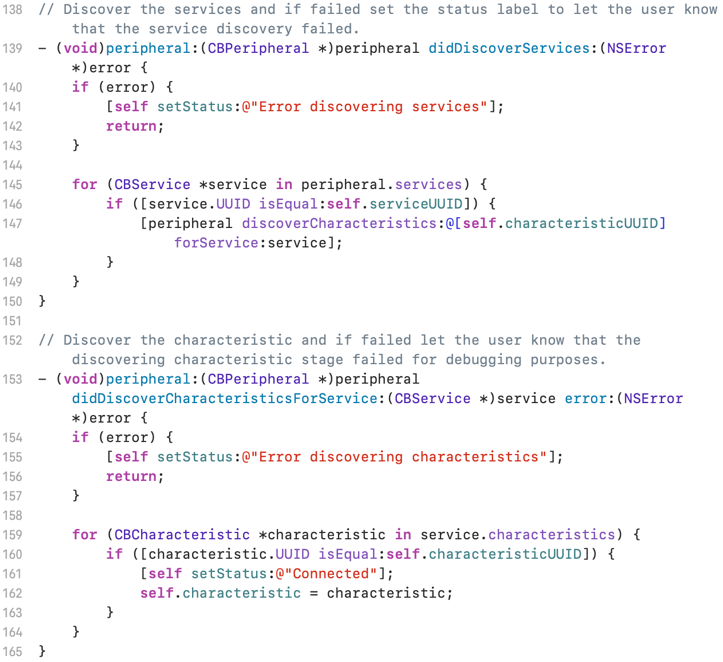 138 // Discover the services and if failed set the status label to let the user know
that the service discovery failed.
139 - (void)peripheral:(CBPeripheral *)peripheral didDiscoverServices:(NSError
*)error {
140 if (error) {
141 [self setStatus:@"Error discovering services"];
142 return;
143 }
144
145 for (CBService *service in peripheral.services) {
146 if ([service.UUID isEqual:self.serviceUUID]) {
147 [peripheral discoverCharacteristics:@[self.characteristicUUID]
forService:service];
148 }
149 }
150 }
151
152 // Discover the characteristic and if failed let the user know that the
discovering characteristic stage failed for debugging purposes.
153 - (void)peripheral:(CBPeripheral *)peripheral
didDiscoverCharacteristicsForService:(CBService *)service error:(NSError
*)error {
154 if (error) {
155 [self setStatus:@"Error discovering characteristics"];
156 return;
157 }
158
159 for (CBCharacteristic *characteristic in service.characteristics) {
160 if ([characteristic.UUID isEqual:self.characteristicUUID]) {
161 [self setStatus:@"Connected"];
162 self.characteristic = characteristic;
163 }
164 }
165 }